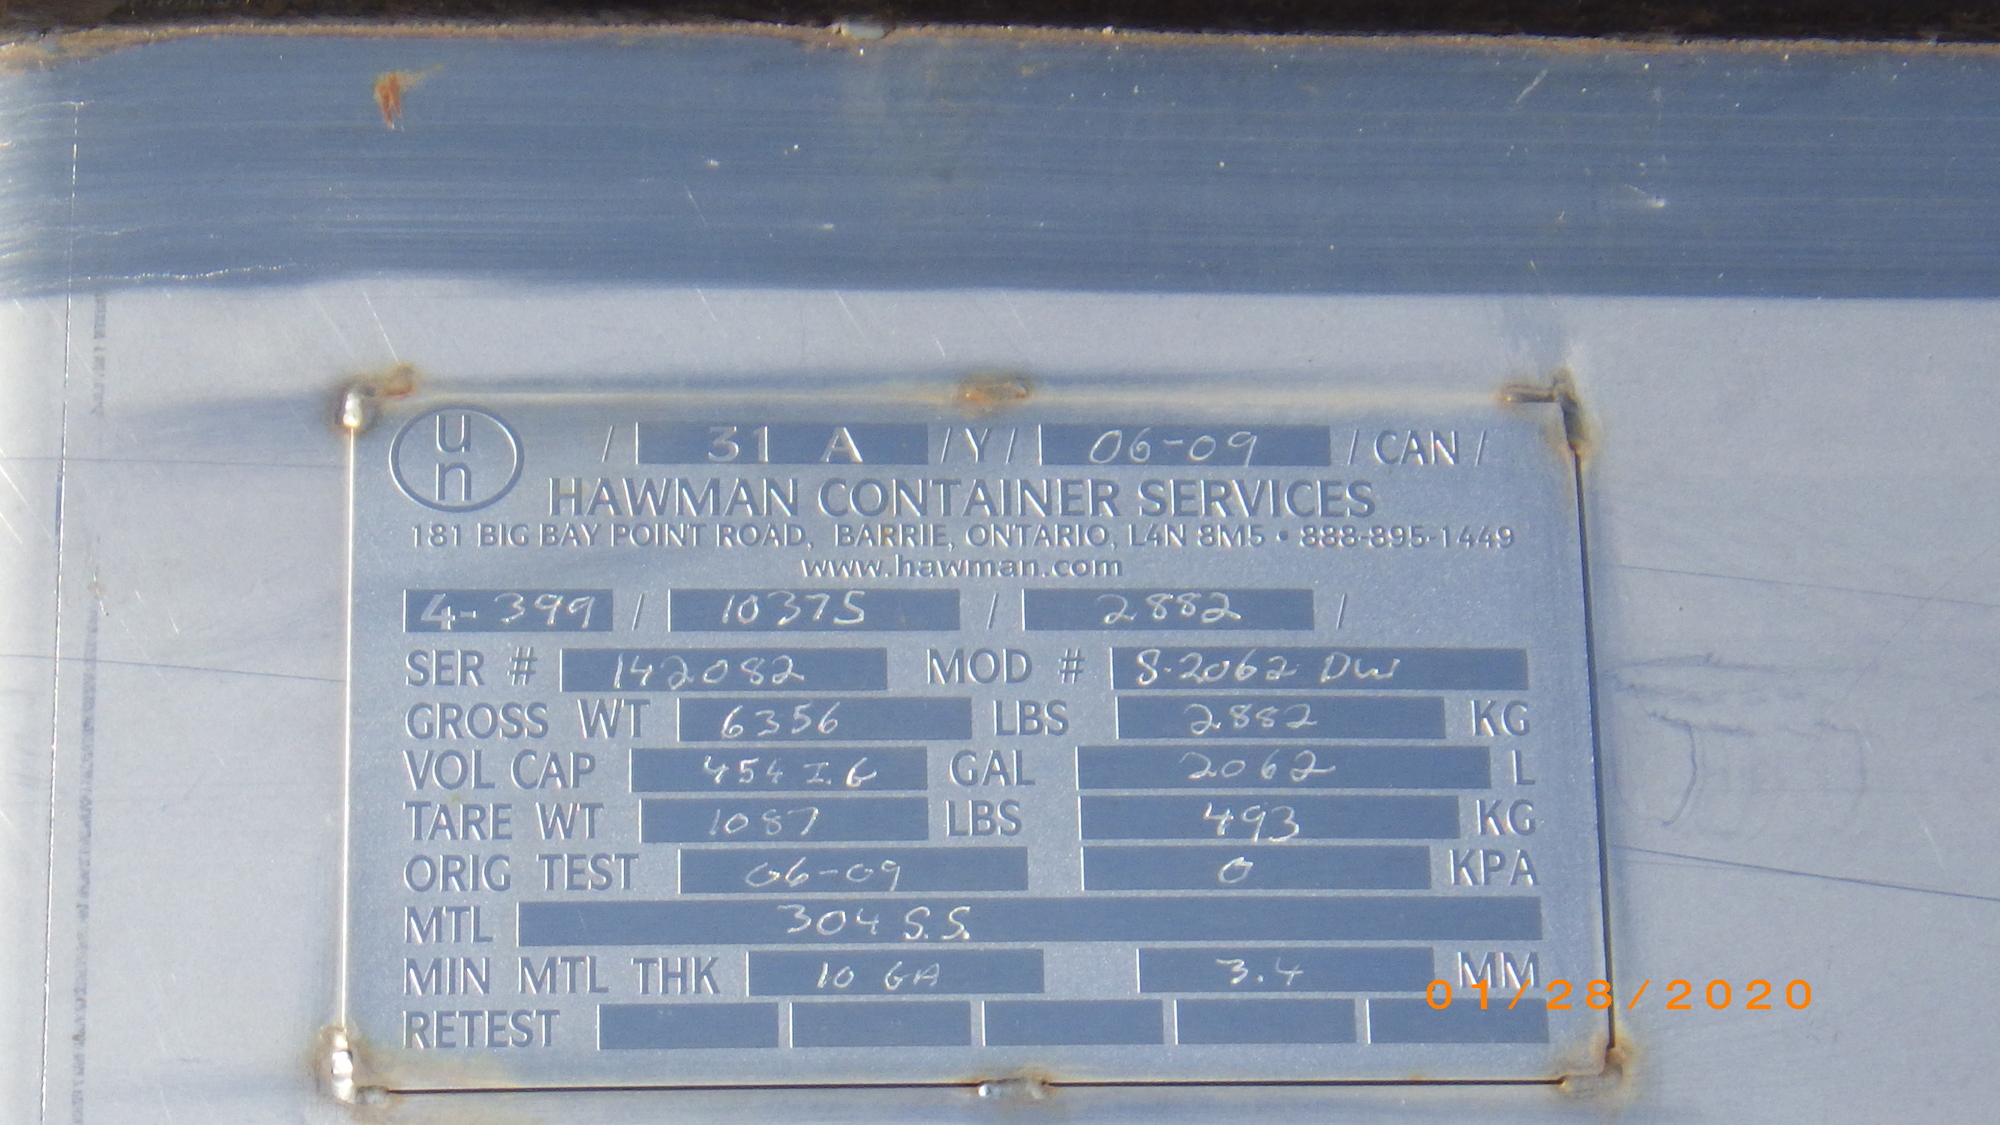 un / 31 A / Y / 06-09 / CAN /
HAWMAN CONTAINER SERVICES
181 BIG BAY POINT ROAD, BARRIE, ONTARIO, L4N 8M5 • 888-895-1449
www.hawman.com
4-399 / 10375 / 2882 /
SER # 142082 MOD # S-2062 DW
GROSS WT 6356 LBS 2882 KG
VOL CAP 454 I G GAL 2062 L
TARE WT 1087 LBS 493 KG
ORIG TEST 06-09 0 KPA
MTL 304 S.S.
MIN MTL THK 10 GA 3.4 MM
RETEST
01/28/2020